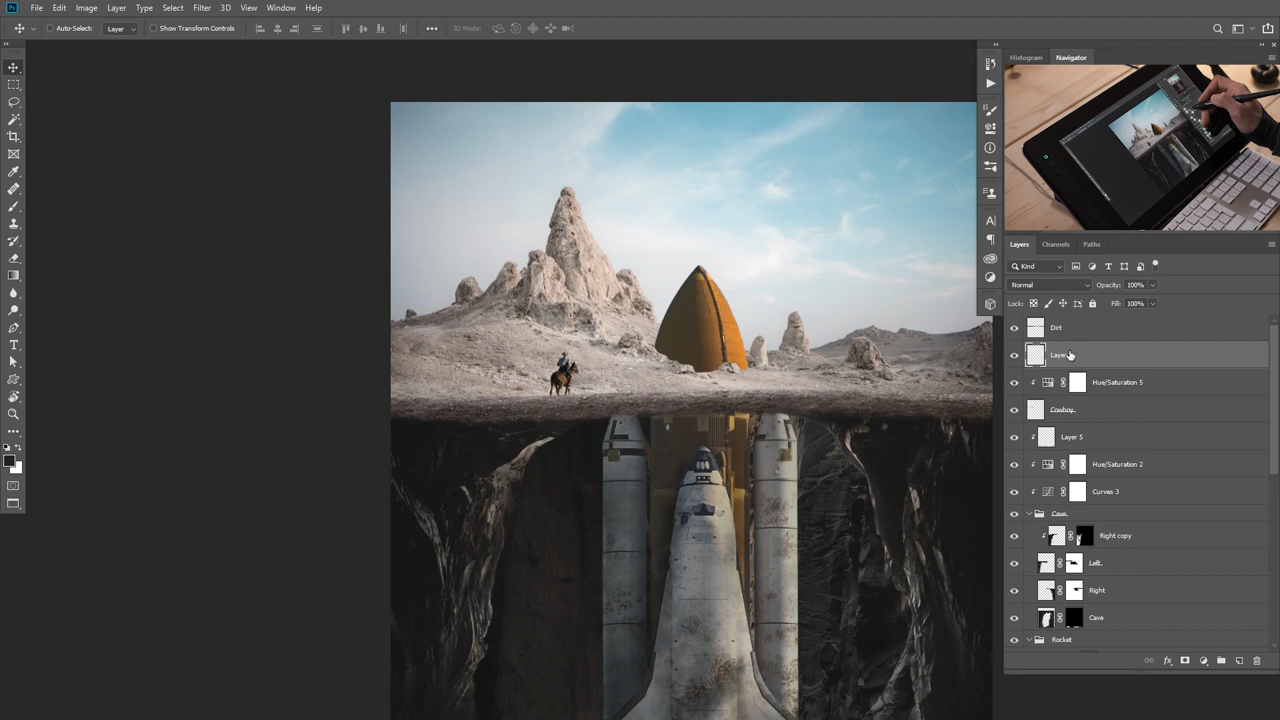 Ps File Edit Image Layer Type Select Filter 3D View Window Help
Auto-Select: Layer Show Transform Controls 3D Mode:
Histogram Navigator
Layers Channels Paths
Kind
Normal Opacity: 100%
Lock: Fill: 100%
Dirt
Hue/Saturation 5
Cowboy
Layer 5
Hue/Saturation 2
Curves 3
Cave
Right copy
Left
Right
Cave
Rocket